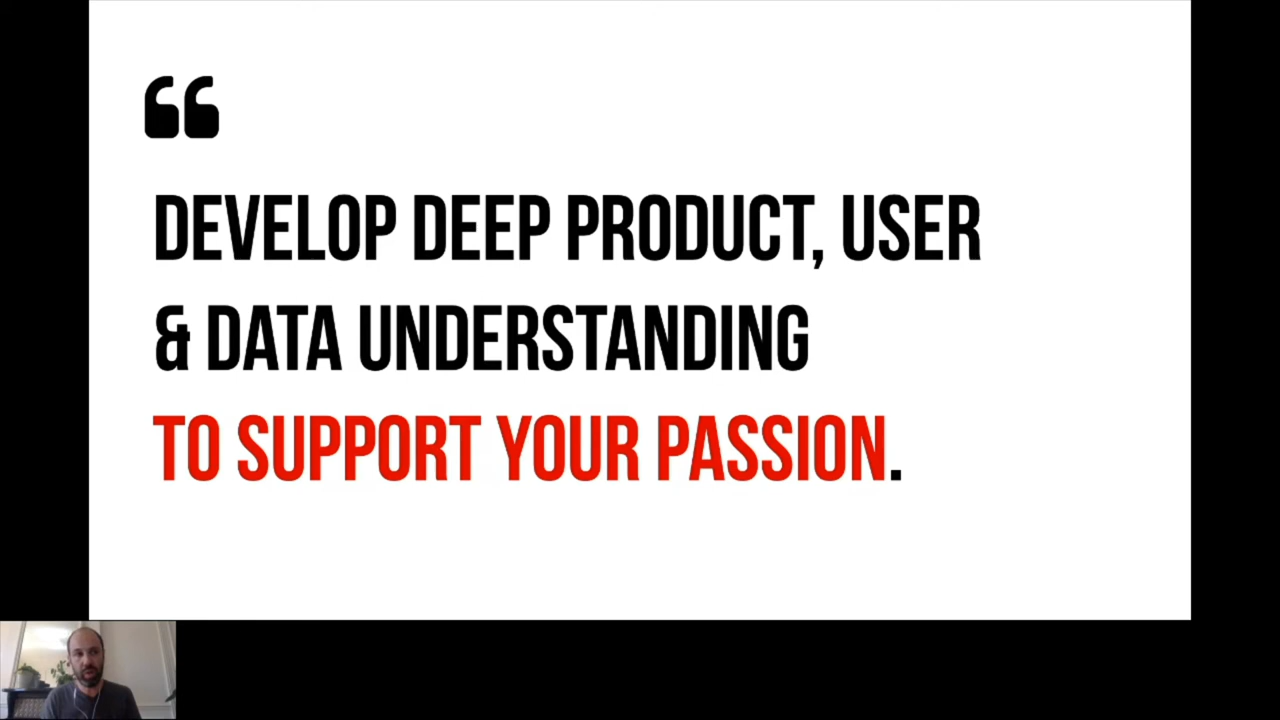 “
DEVELOP DEEP PRODUCT, USER
& DATA UNDERSTANDING
TO SUPPORT YOUR PASSION.